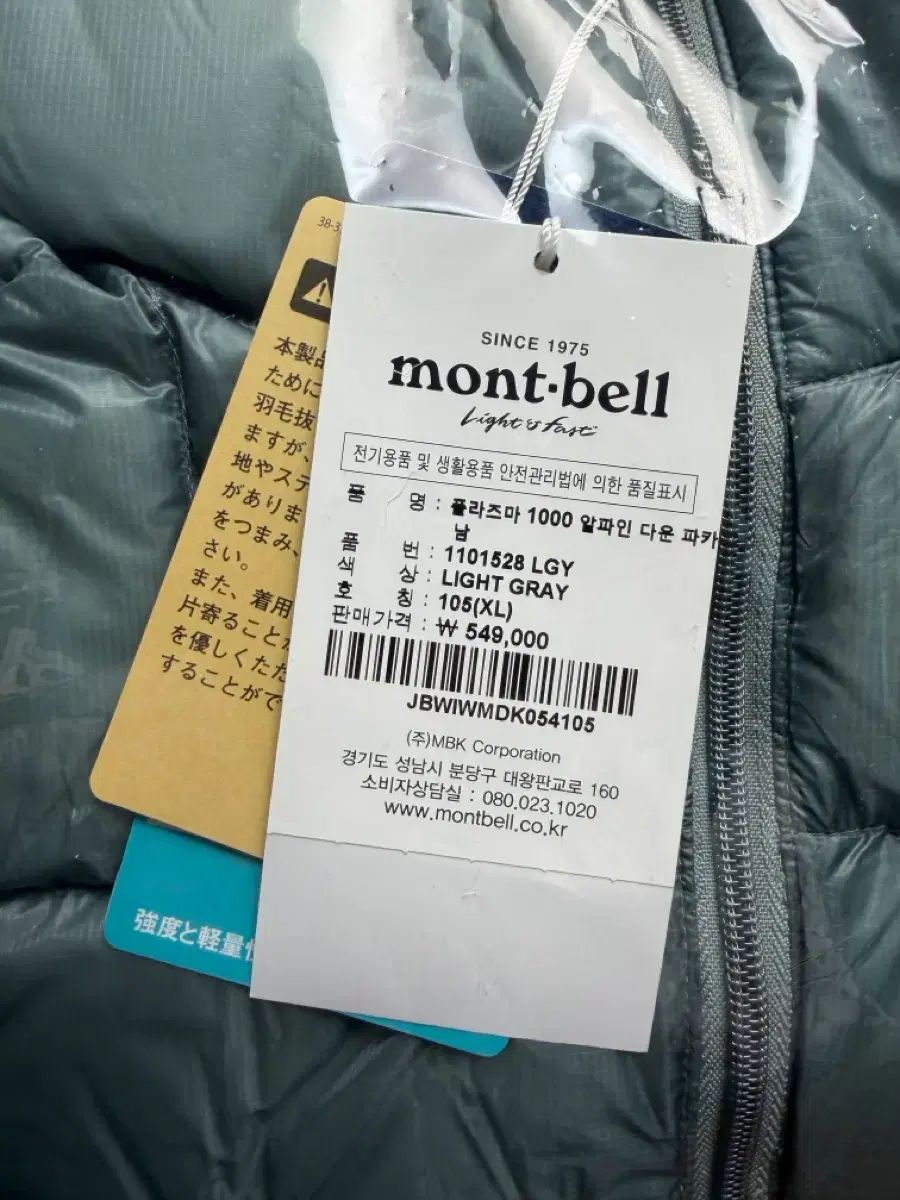 SINCE 1975
mont-bell
Light & Fast
전기용품 및 생활용품 안전관리법에 의한 품질표시
품 명 : 플라즈마 1000 알파인 다운 파카
남
품 번 : 1101528 LGY
색 상 : LIGHT GRAY
호 칭 : 105(XL)
판매가격 : ₩ 549,000
JBWIWMDK054105
(주)MBK Corporation
경기도 성남시 분당구 대왕판교로 160
소비자상담실 : 080.023.1020
www.montbell.co.kr
38-3
本製品
ために
羽毛抜
ますが、
地やステ
がありま
をつまみ、
さい。
また、着用
片寄ること
を優しくた
することがで
強度と軽量